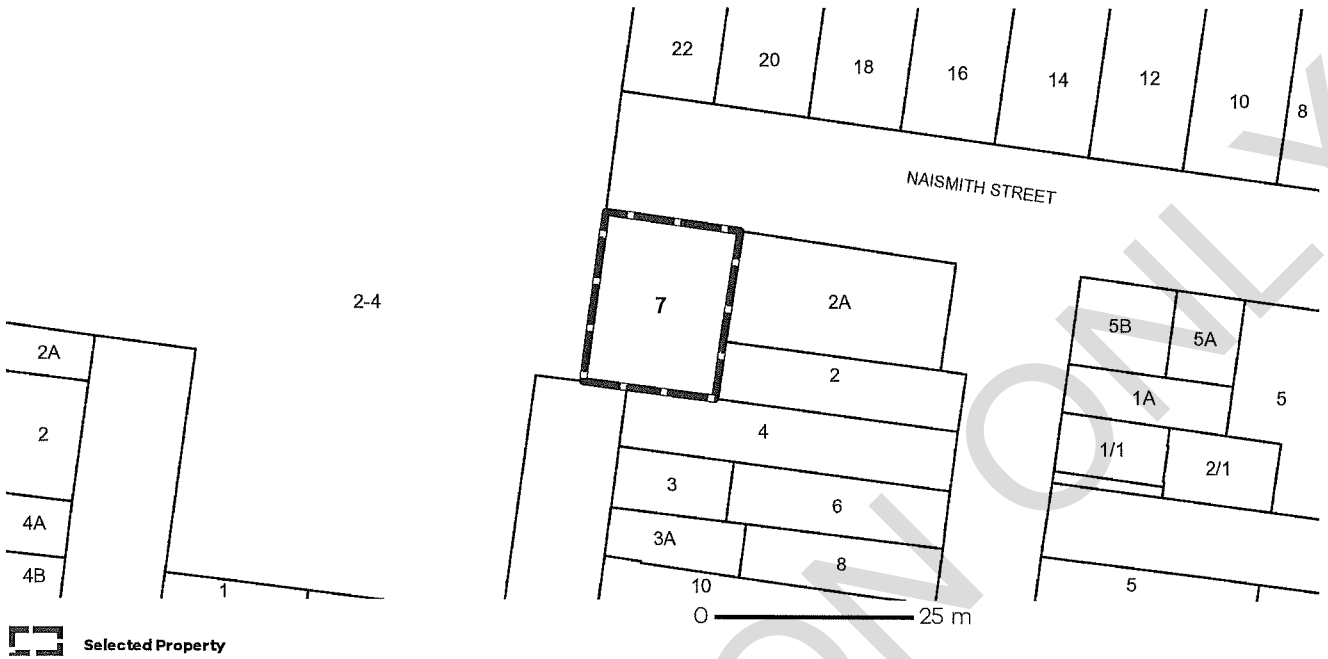 22 20 18 16 14 12 10 8
NAISMITH STREET
2-4 7 2A
5B 5A
2A 2 1A 5
2 4 1/1 2/1
3 6
4A 3A 8
4B 1 10 5
0 25 m
Selected Property
ON ONLY